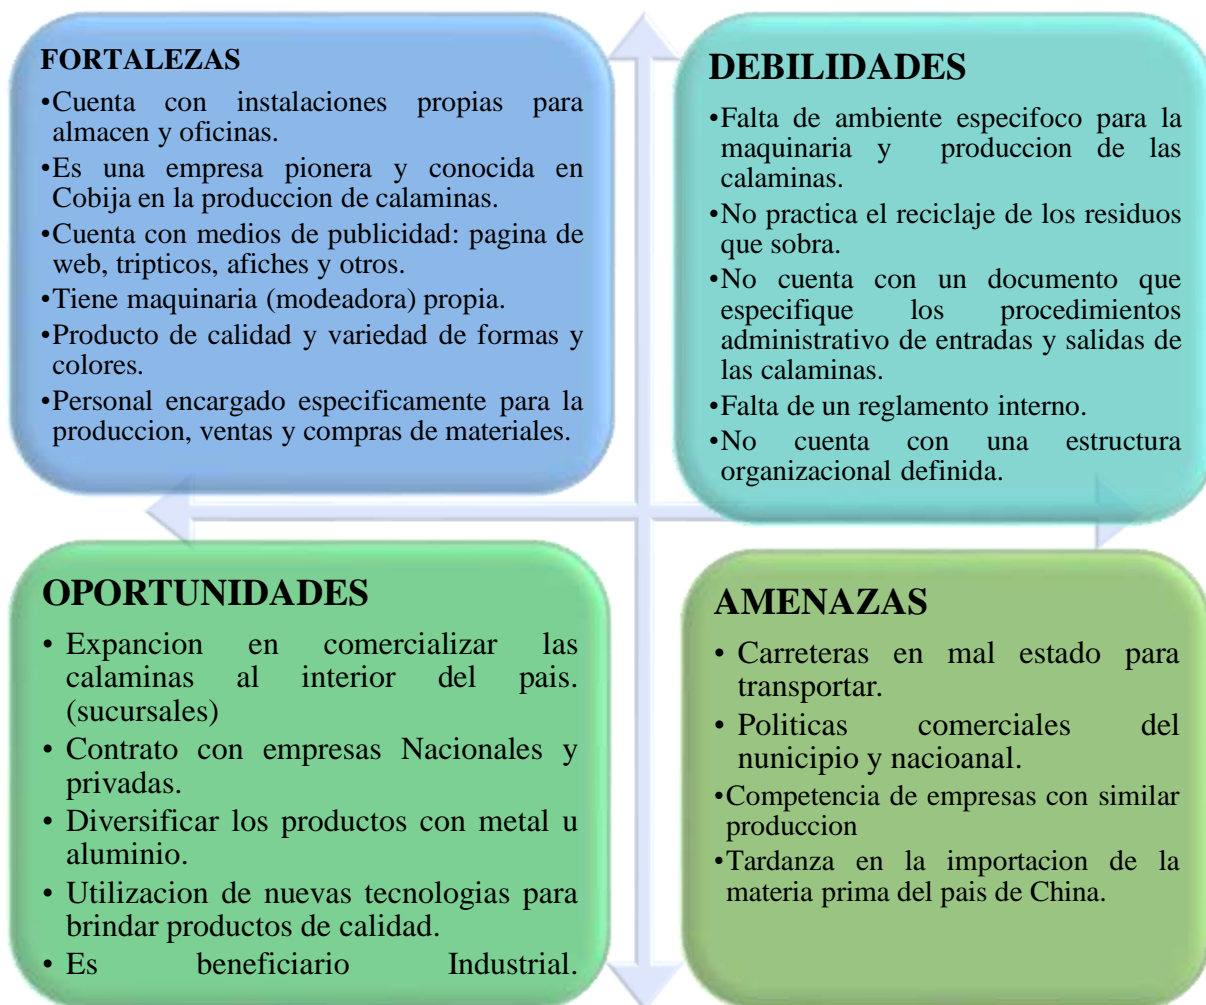 FORTALEZAS
•Cuenta con instalaciones propias para
almacen y oficinas.
•Es una empresa pionera y conocida en
Cobija en la produccion de calaminas.
•Cuenta con medios de publicidad: pagina de
web, tripticos, afiches y otros.
•Tiene maquinaria (modeadora) propia.
•Producto de calidad y variedad de formas y
colores.
•Personal encargado especificamente para la
produccion, ventas y compras de materiales.
DEBILIDADES
•Falta de ambiente especifoco para la
maquinaria y produccion de las
calaminas.
•No practica el reciclaje de los residuos
que sobra.
•No cuenta con un documento que
especifique los procedimientos
administrativo de entradas y salidas de
las calaminas.
•Falta de un reglamento interno.
•No cuenta con una estructura
organizacional definida.
OPORTUNIDADES
• Expancion en comercializar las
calaminas al interior del pais.
(sucursales)
• Contrato con empresas Nacionales y
privadas.
• Diversificar los productos con metal u
aluminio.
• Utilizacion de nuevas tecnologias para
brindar productos de calidad.
• Es beneficiario Industrial.
AMENAZAS
• Carreteras en mal estado para
transportar.
• Politicas comerciales del
nunicipio y nacioanal.
•Competencia de empresas con similar
produccion
•Tardanza en la importacion de la
materia prima del pais de China.